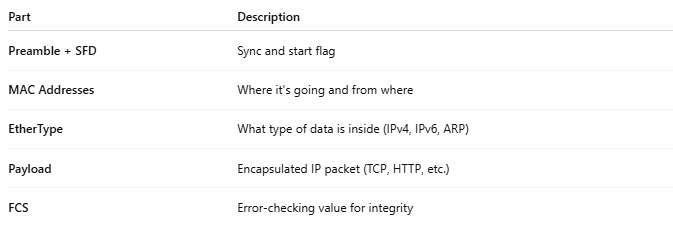 Part Description
Preamble + SFD Sync and start flag
MAC Addresses Where it's going and from where
EtherType What type of data is inside (IPv4, IPv6, ARP)
Payload Encapsulated IP packet (TCP, HTTP, etc.)
FCS Error-checking value for integrity